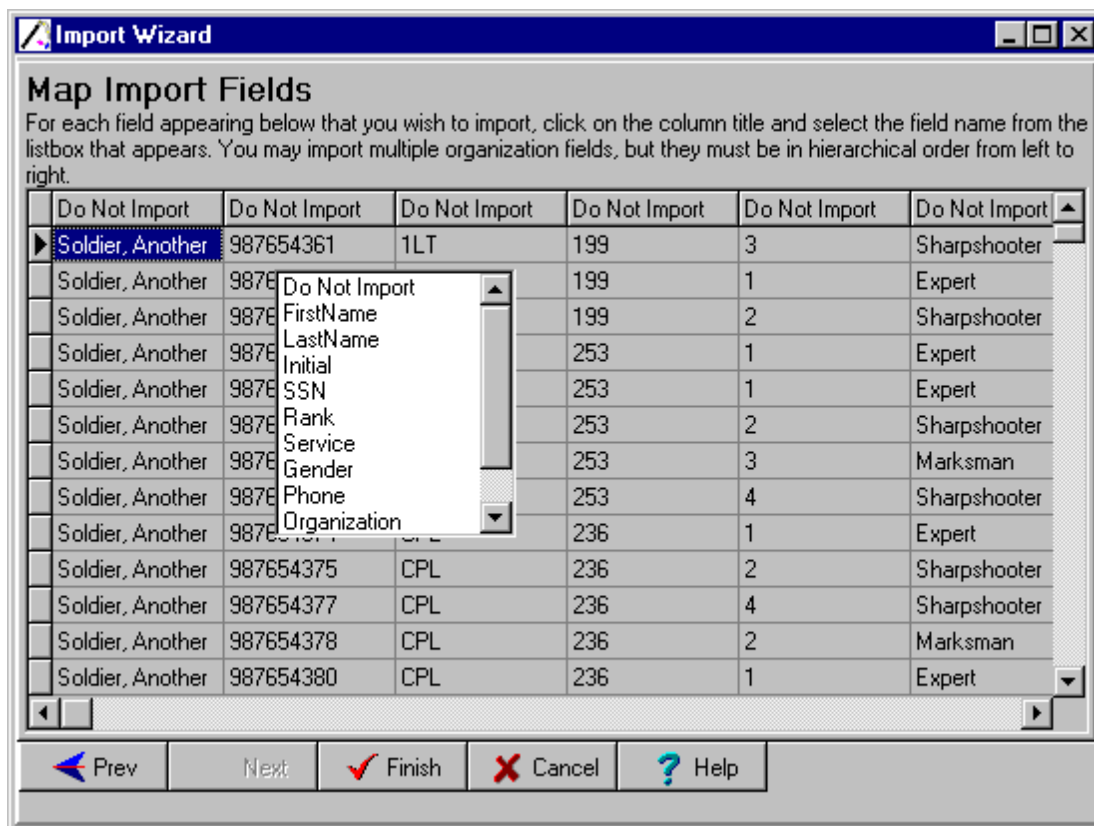 Import Wizard
Map Import Fields
For each field appearing below that you wish to import, click on the column title and select the field name from the
listbox that appears. You may import multiple organization fields, but they must be in hierarchical order from left to
right.
Do Not Import Do Not Import Do Not Import Do Not Import Do Not Import Do Not Import
Soldier, Another 987654361 1LT 199 3 Sharpshooter
Soldier, Another 9876 199 1 Expert
Soldier, Another 9876 199 2 Sharpshooter
Soldier, Another 9876 253 1 Expert
Soldier, Another 9876 253 1 Expert
Soldier, Another 9876 253 2 Sharpshooter
Soldier, Another 9876 253 3 Marksman
Soldier, Another 9876 253 4 Sharpshooter
Soldier, Another 236 1 Expert
Soldier, Another 987654375 CPL 236 2 Sharpshooter
Soldier, Another 987654377 CPL 236 4 Sharpshooter
Soldier, Another 987654378 CPL 236 2 Marksman
Soldier, Another 987654380 CPL 236 1 Expert
Do Not Import
FirstName
LastName
Initial
SSN
Rank
Service
Gender
Phone
Organization
Prev Next Finish Cancel Help